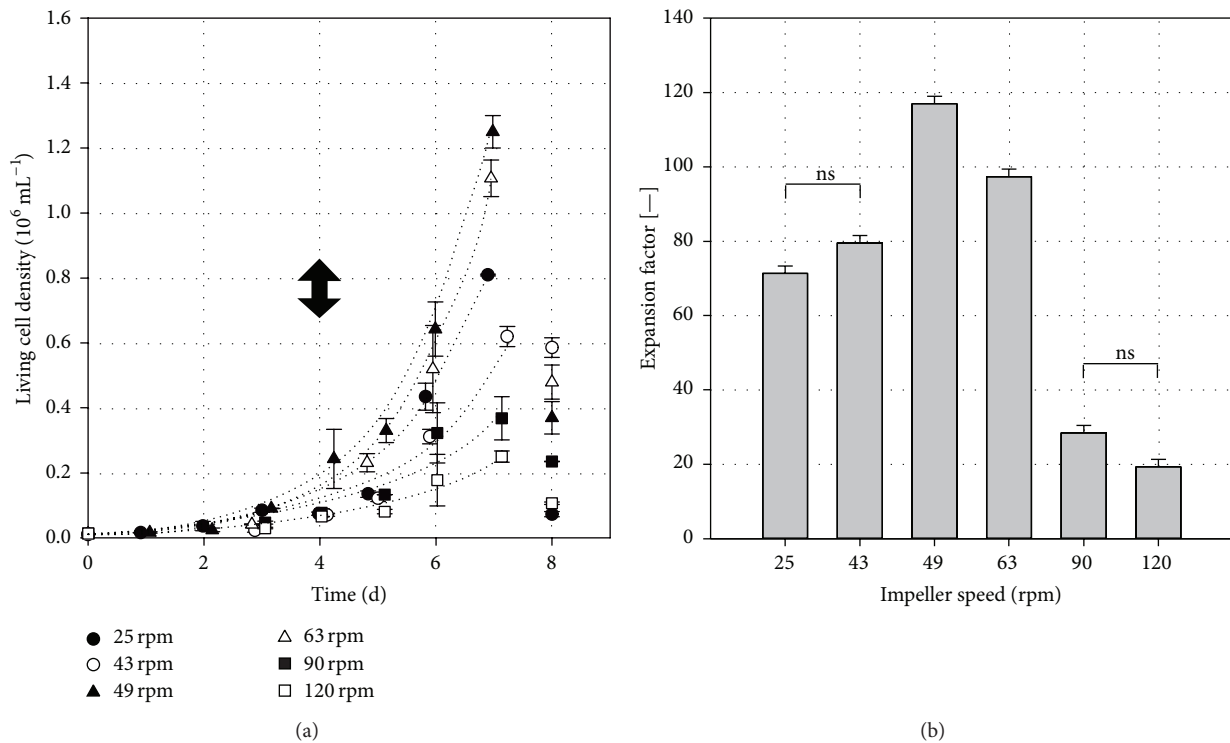 1.6
1.4
1.2
1.0
0.8
0.6
0.4
0.2
0.0
Living cell density (10⁶ mL⁻¹)
0 2 4 6 8
Time (d)
25 rpm
43 rpm
49 rpm
63 rpm
90 rpm
120 rpm
(a)
140
120
100
80
60
40
20
0
Expansion factor [—]
ns
ns
25 43 49 63 90 120
Impeller speed (rpm)
(b)